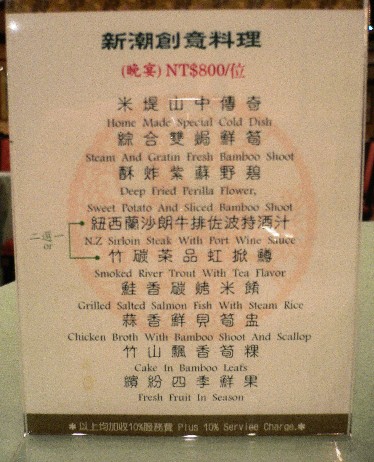 新潮創意料理
(晚宴) NT$800/位
米堤山中傳奇
Home Made Special Cold Dish
綜合雙焗鮮筍
Steam And Gratin Fresh Bamboo Shoot
酥炸紫蘇野碧
Deep Fried Perilla Flower,
Sweet Potato And Sliced Bamboo Shoot
二選一
or
紐西蘭沙朗牛排佐波特酒汁
N.Z Sirloin Steak With Port Wine Sauce
竹碳茶品虹掀鱒
Smoked River Trout With Tea Flavor
鮭香碳烤米餚
Grilled Salted Salmon Fish With Steam Rice
蒜香鮮貝筍盅
Chicken Broth With Bamboo Shoot And Scallop
竹山飄香筍粿
Cake In Bamboo Leafs
繽紛四季鮮果
Fresh Fruit In Season
*以上均加收10%服務費 Plus 10% Service Charge.*